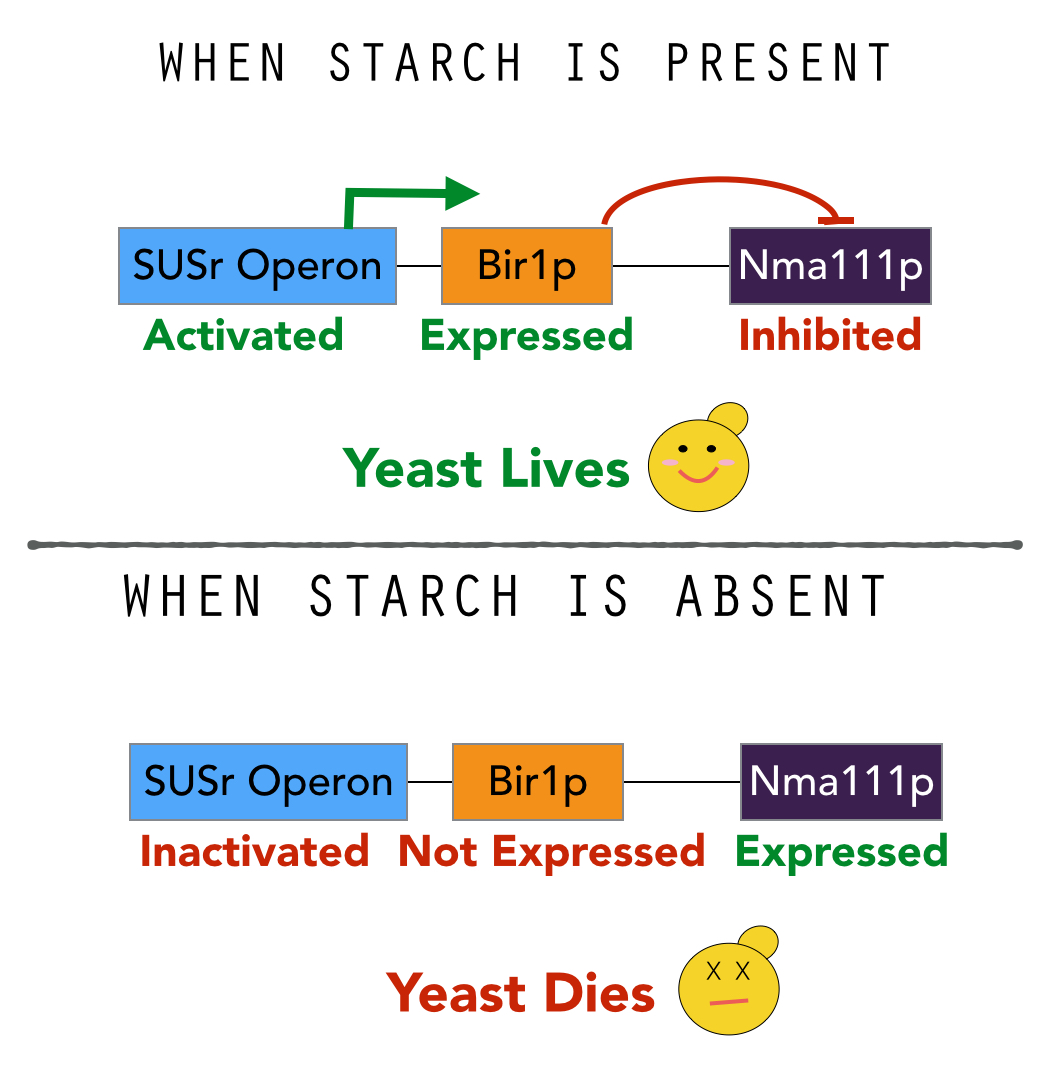 WHEN STARCH IS PRESENT
SUSr Operon Bir1p Nma111p
Activated Expressed Inhibited
Yeast Lives
WHEN STARCH IS ABSENT
SUSr Operon Bir1p Nma111p
Inactivated Not Expressed Expressed
Yeast Dies
X X